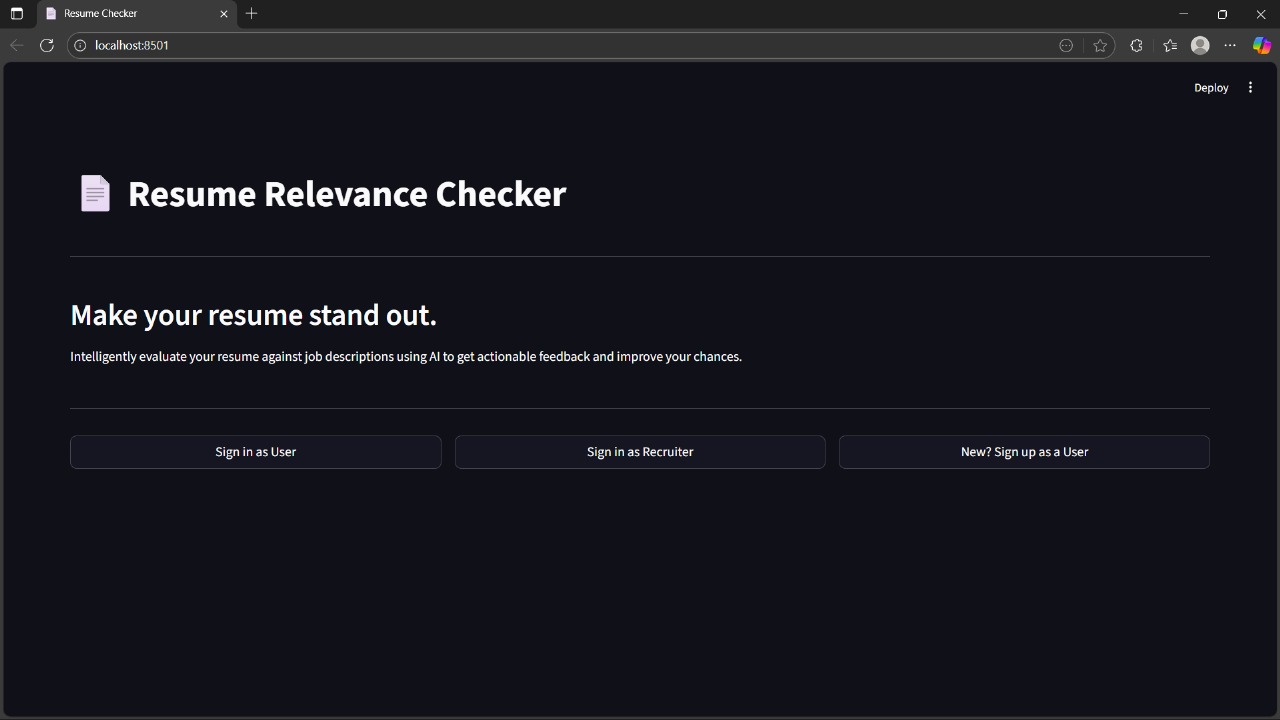 Resume Checker
localhost:8501
Deploy
Resume Relevance Checker
Make your resume stand out.
Intelligently evaluate your resume against job descriptions using AI to get actionable feedback and improve your chances.
Sign in as User
Sign in as Recruiter
New? Sign up as a User